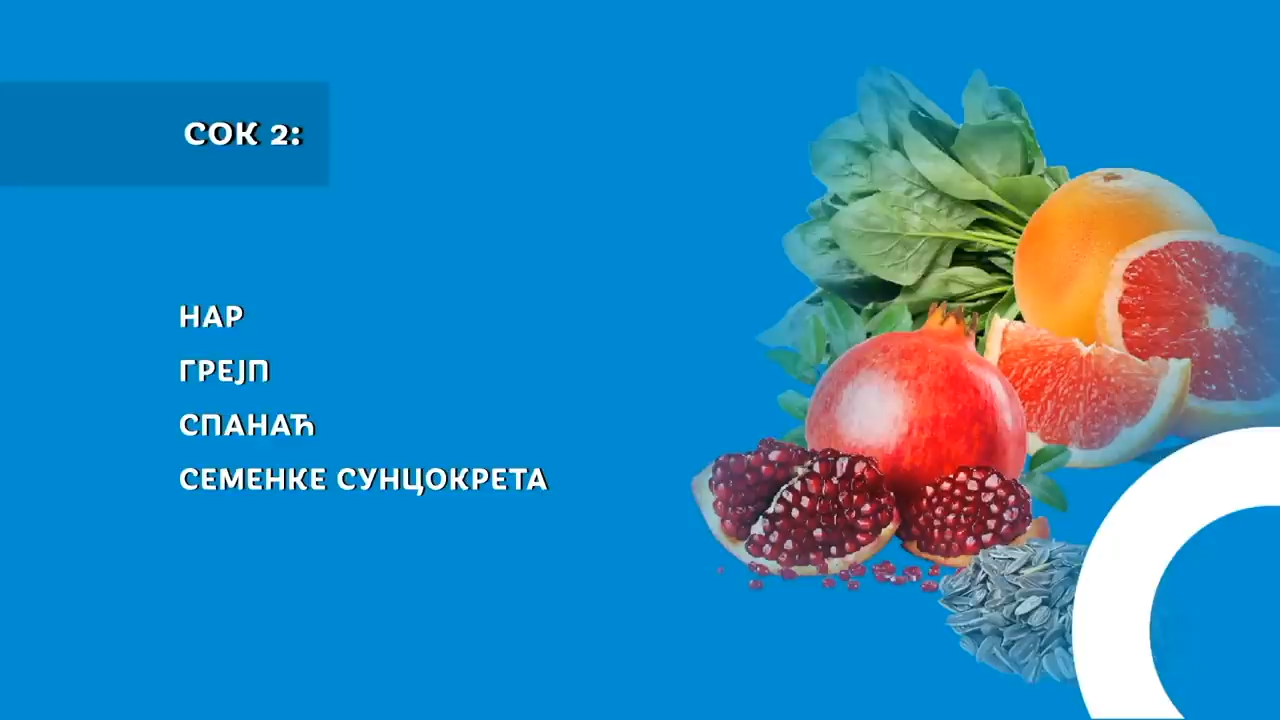 СОК 2:
НАР
ГРЕЈП
СПАНАЋ
СЕМЕНКЕ СУНЦОКРЕТА